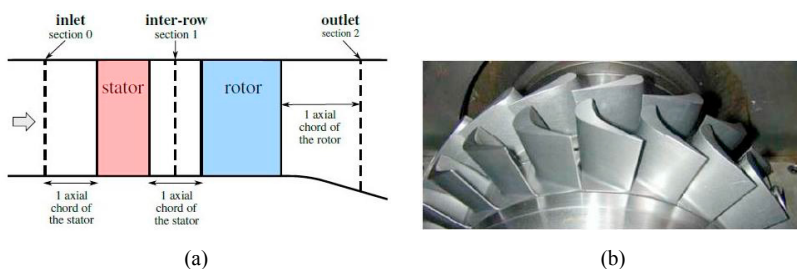 inlet
section 0
inter-row
section 1
outlet
section 2
stator
rotor
1 axial
chord of
the rotor
1 axial
chord of
the stator
1 axial
chord of
the stator
(a)
(b)